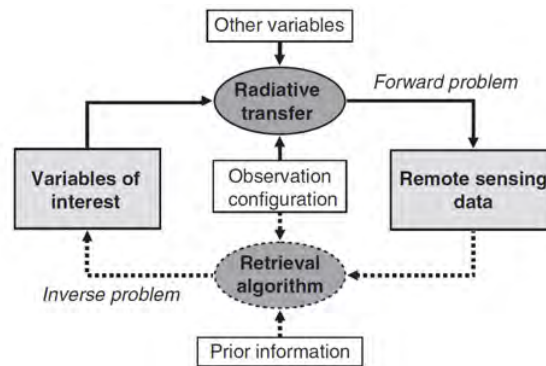 Other variables
Forward problem
Radiative
transfer
Variables of
interest
Observation
configuration
Remote sensing
data
Retrieval
algorithm
Inverse problem
Prior information